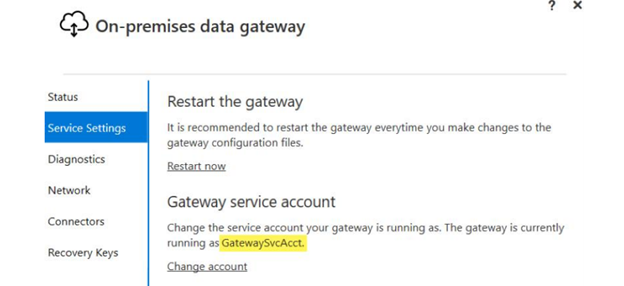 ? ×
On-premises data gateway
Status
Service Settings
Diagnostics
Network
Connectors
Recovery Keys
Restart the gateway
It is recommended to restart the gateway everytime you make changes to the
gateway configuration files.
Restart now
Gateway service account
Change the service account your gateway is running as. The gateway is currently
running as GatewaySvcAcct.
Change account